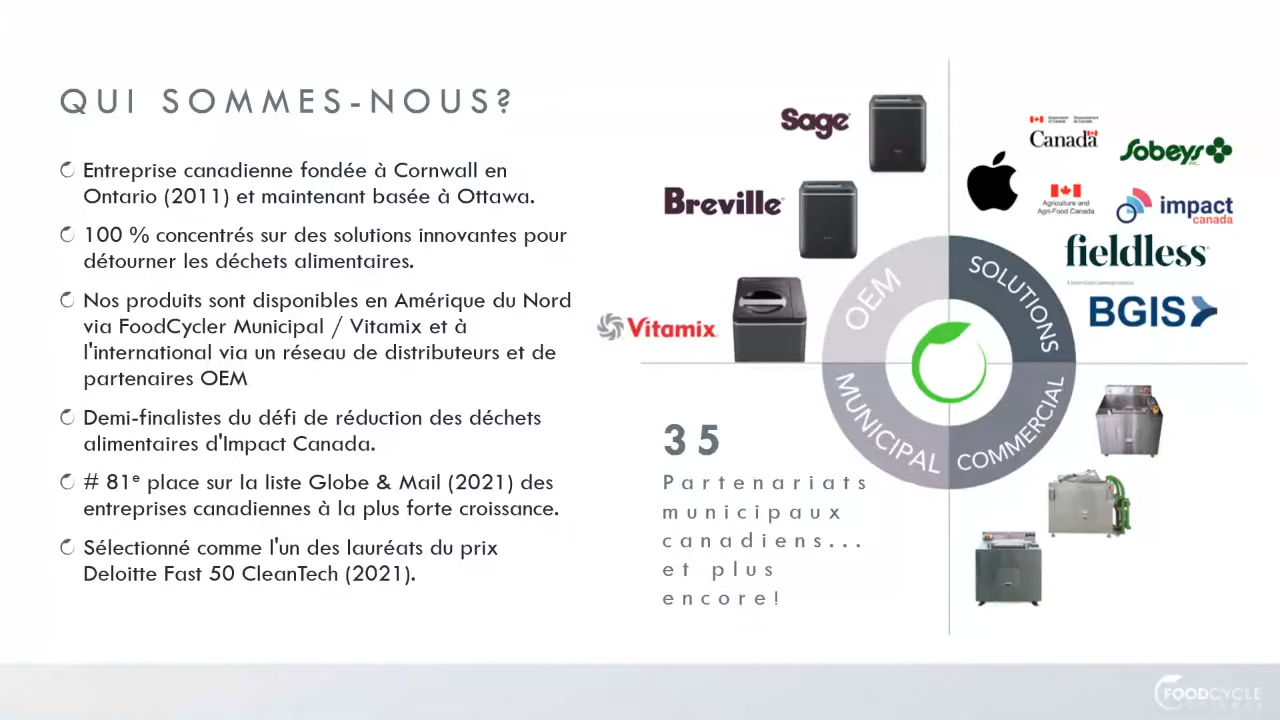 QUI SOMMES-NOUS?
Entreprise canadienne fondée à Cornwall en
Ontario (2011) et maintenant basée à Ottawa.
100 % concentrés sur des solutions innovantes pour
détourner les déchets alimentaires.
Nos produits sont disponibles en Amérique du Nord
via FoodCycler Municipal / Vitamix et à
l'international via un réseau de distributeurs et de
partenaires OEM
Demi-finalistes du défi de réduction des déchets
alimentaires d'Impact Canada.
# 81e place sur la liste Globe & Mail (2021) des
entreprises canadiennes à la plus forte croissance.
Sélectionné comme l'un des lauréats du prix
Deloitte Fast 50 CleanTech (2021).
Sage
Breville
Vitamix
Canada
Sobeys
Agriculture and
Agri-Food Canada
impact
canada
fieldless
BGIS
OEM
SOLUTIONS
MUNICIPAL
COMMERCIAL
35
Partenariats
municipaux
canadiens...
et plus
encore!
FOODCYCLE